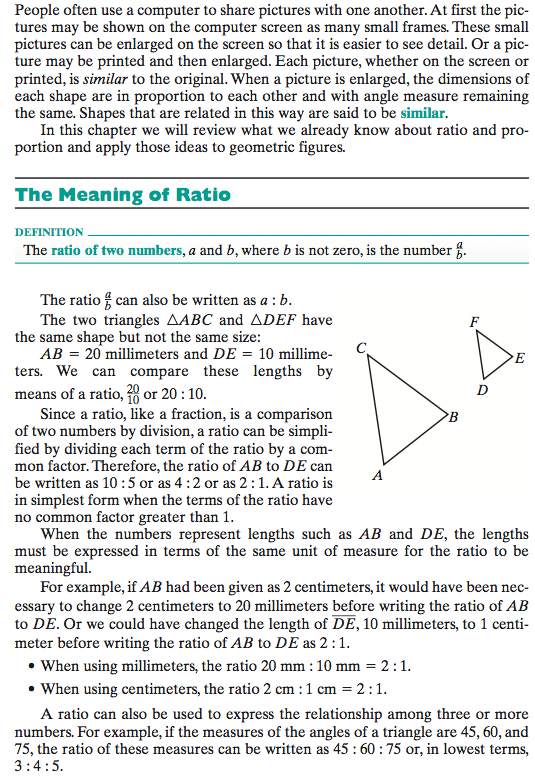 People often use a computer to share pictures with one another. At first the pic-
tures may be shown on the computer screen as many small frames. These small
pictures can be enlarged on the screen so that it is easier to see detail. Or a pic-
ture may be printed and then enlarged. Each picture, whether on the screen or
printed, is similar to the original. When a picture is enlarged, the dimensions of
each shape are in proportion to each other and with angle measure remaining
the same. Shapes that are related in this way are said to be similar.
In this chapter we will review what we already know about ratio and pro-
portion and apply those ideas to geometric figures.
The Meaning of Ratio
DEFINITION
The ratio of two numbers, a and b, where b is not zero, is the number a/b.
The ratio a/b can also be written as a : b.
The two triangles △ABC and △DEF have
the same shape but not the same size:
AB = 20 millimeters and DE = 10 millime-
ters. We can compare these lengths by
means of a ratio, 20/10 or 20 : 10.
Since a ratio, like a fraction, is a comparison
of two numbers by division, a ratio can be simpli-
fied by dividing each term of the ratio by a com-
mon factor. Therefore, the ratio of AB to DE can
be written as 10 : 5 or as 4 : 2 or as 2 : 1. A ratio is
in simplest form when the terms of the ratio have
no common factor greater than 1.
C
A
B
F
E
D
When the numbers represent lengths such as AB and DE, the lengths
must be expressed in terms of the same unit of measure for the ratio to be
meaningful.
For example, if AB had been given as 2 centimeters, it would have been nec-
essary to change 2 centimeters to 20 millimeters before writing the ratio of AB
to DE. Or we could have changed the length of D̅E̅, 10 millimeters, to 1 centi-
meter before writing the ratio of AB to DE as 2 : 1.
• When using millimeters, the ratio 20 mm : 10 mm = 2 : 1.
• When using centimeters, the ratio 2 cm : 1 cm = 2 : 1.
A ratio can also be used to express the relationship among three or more
numbers. For example, if the measures of the angles of a triangle are 45, 60, and
75, the ratio of these measures can be written as 45 : 60 : 75 or, in lowest terms,
3 : 4 : 5.